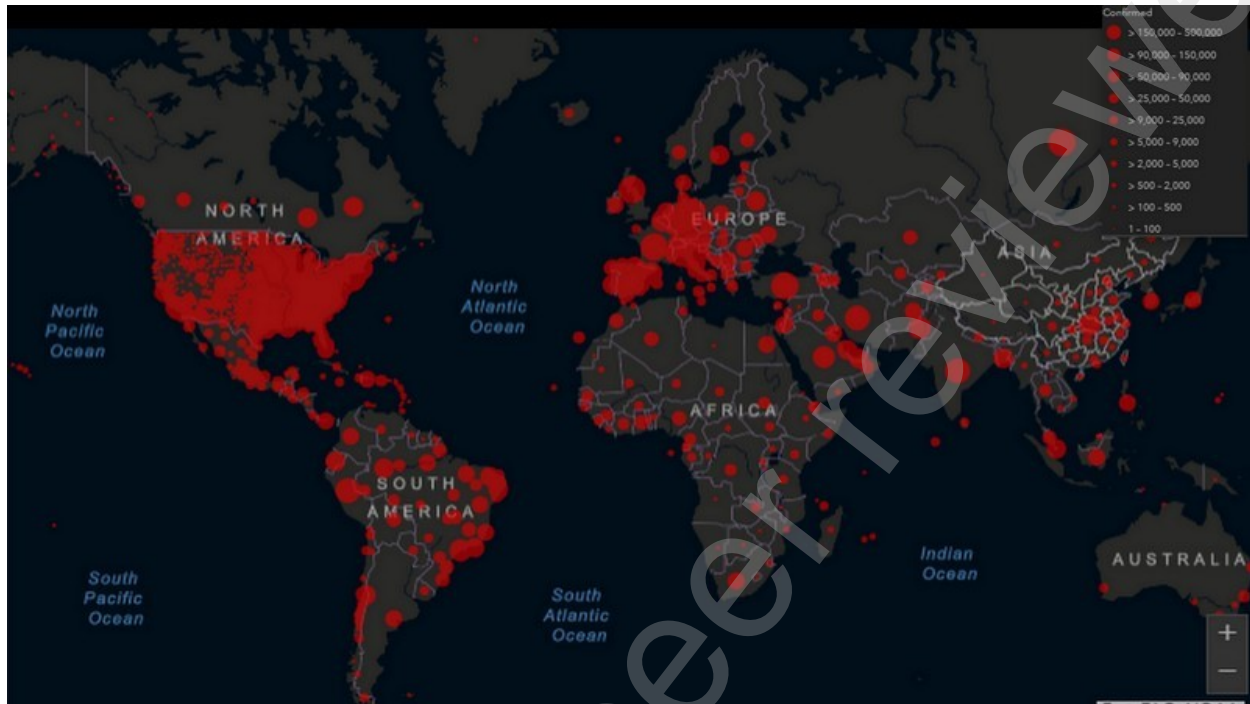 Confirmed
> 150,000 - 500,000
> 90,000 - 150,000
> 50,000 - 90,000
> 25,000 - 50,000
> 9,000 - 25,000
> 5,000 - 9,000
> 2,000 - 5,000
> 500 - 2,000
> 100 - 500
1 - 100
NORTH
AMERICA
EUROPE
ASIA
North
Pacific
Ocean
North
Atlantic
Ocean
AFRICA
SOUTH
AMERICA
Indian
Ocean
AUSTRALIA
South
Pacific
Ocean
South
Atlantic
Ocean
+
−
eer review